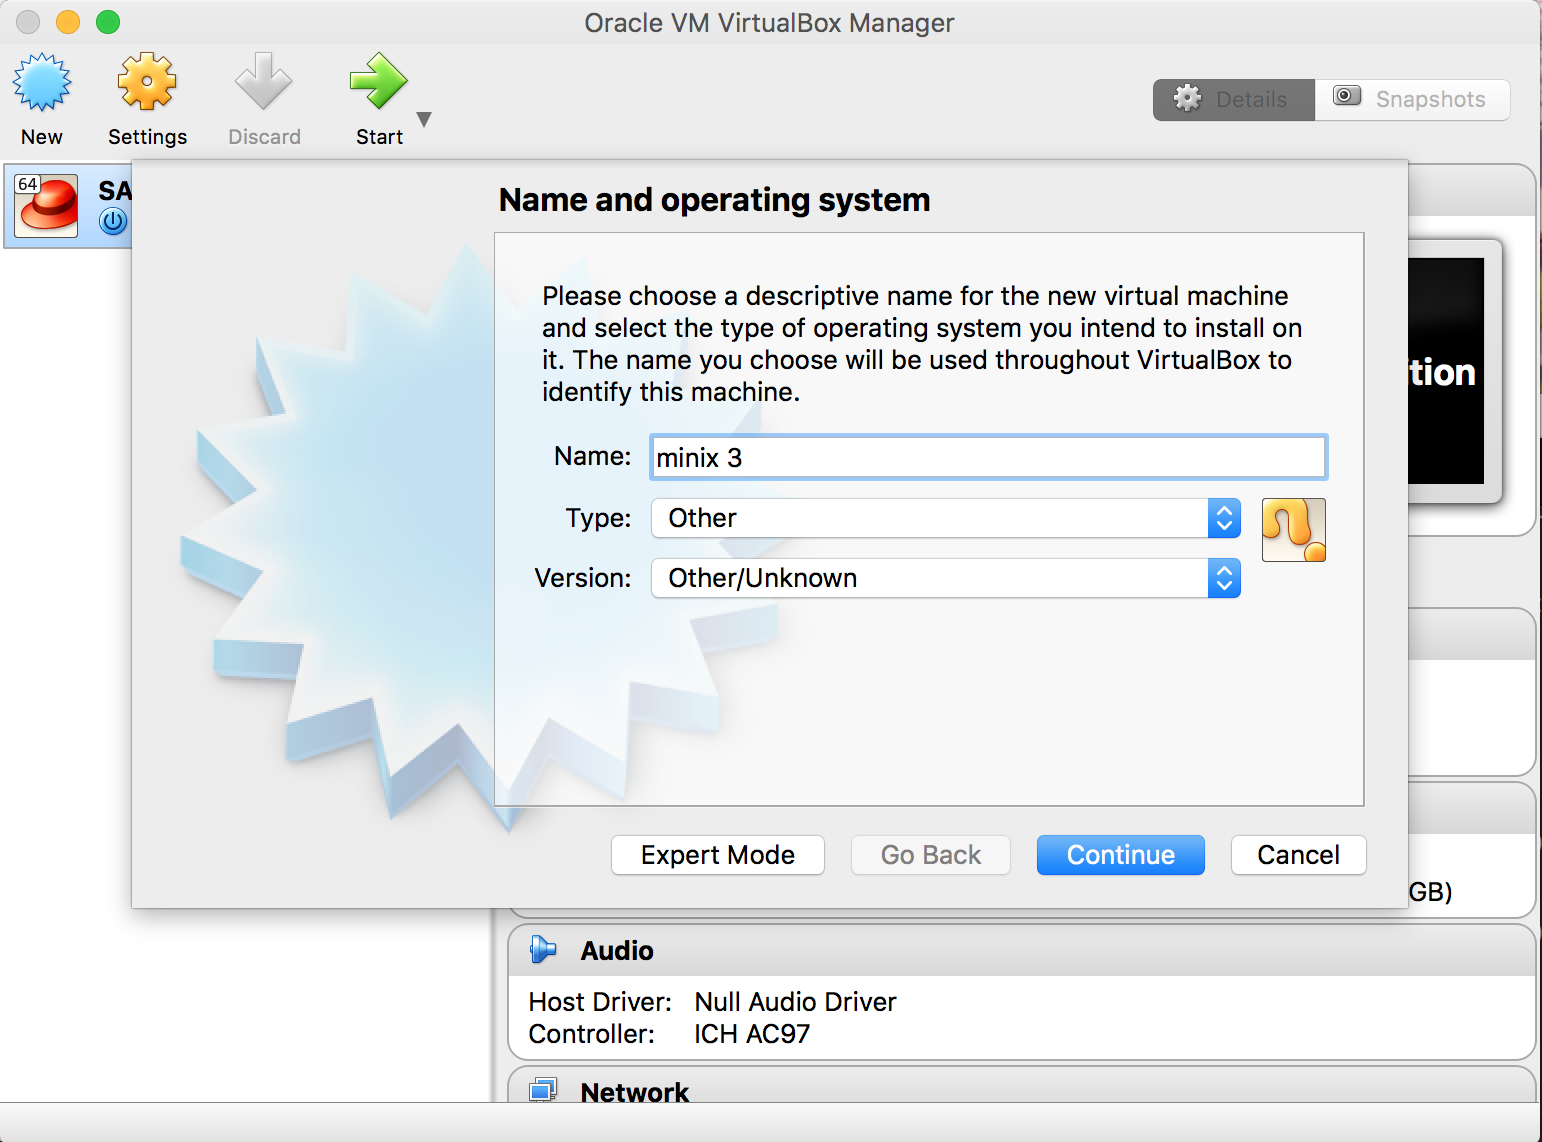 Oracle VM VirtualBox Manager
New
Settings
Discard
Start
Details
Snapshots
64
SA
Name and operating system
Please choose a descriptive name for the new virtual machine
and select the type of operating system you intend to install on
it. The name you choose will be used throughout VirtualBox to
identify this machine.
Name: minix 3
Type: Other
Version: Other/Unknown
tion
Expert Mode
Go Back
Continue
Cancel
GB)
Audio
Host Driver: Null Audio Driver
Controller: ICH AC97
Network